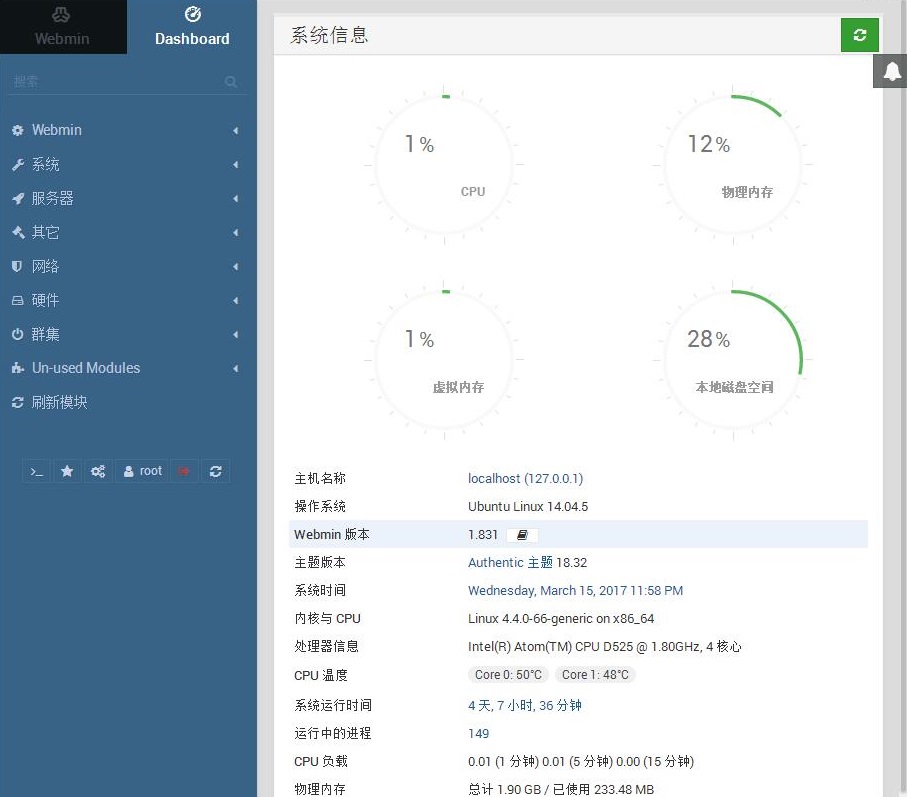 Webmin
Dashboard
搜索
Webmin
系统
服务器
其它
网络
硬件
群集
Un-used Modules
刷新模块
>_
root
系统信息
1%
CPU
12%
物理内存
1%
虚拟内存
28%
本地磁盘空间
主机名称 localhost (127.0.0.1)
操作系统 Ubuntu Linux 14.04.5
Webmin 版本 1.831
主题版本 Authentic 主题 18.32
系统时间 Wednesday, March 15, 2017 11:58 PM
内核与 CPU Linux 4.4.0-66-generic on x86_64
处理器信息 Intel(R) Atom(TM) CPU D525 @ 1.80GHz, 4 核心
CPU 温度 Core 0: 50°C Core 1: 48°C
系统运行时间 4 天, 7 小时, 36 分钟
运行中的进程 149
CPU 负载 0.01 (1 分钟) 0.01 (5 分钟) 0.00 (15 分钟)
物理内存 总计 1.90 GB / 已使用 233.48 MB